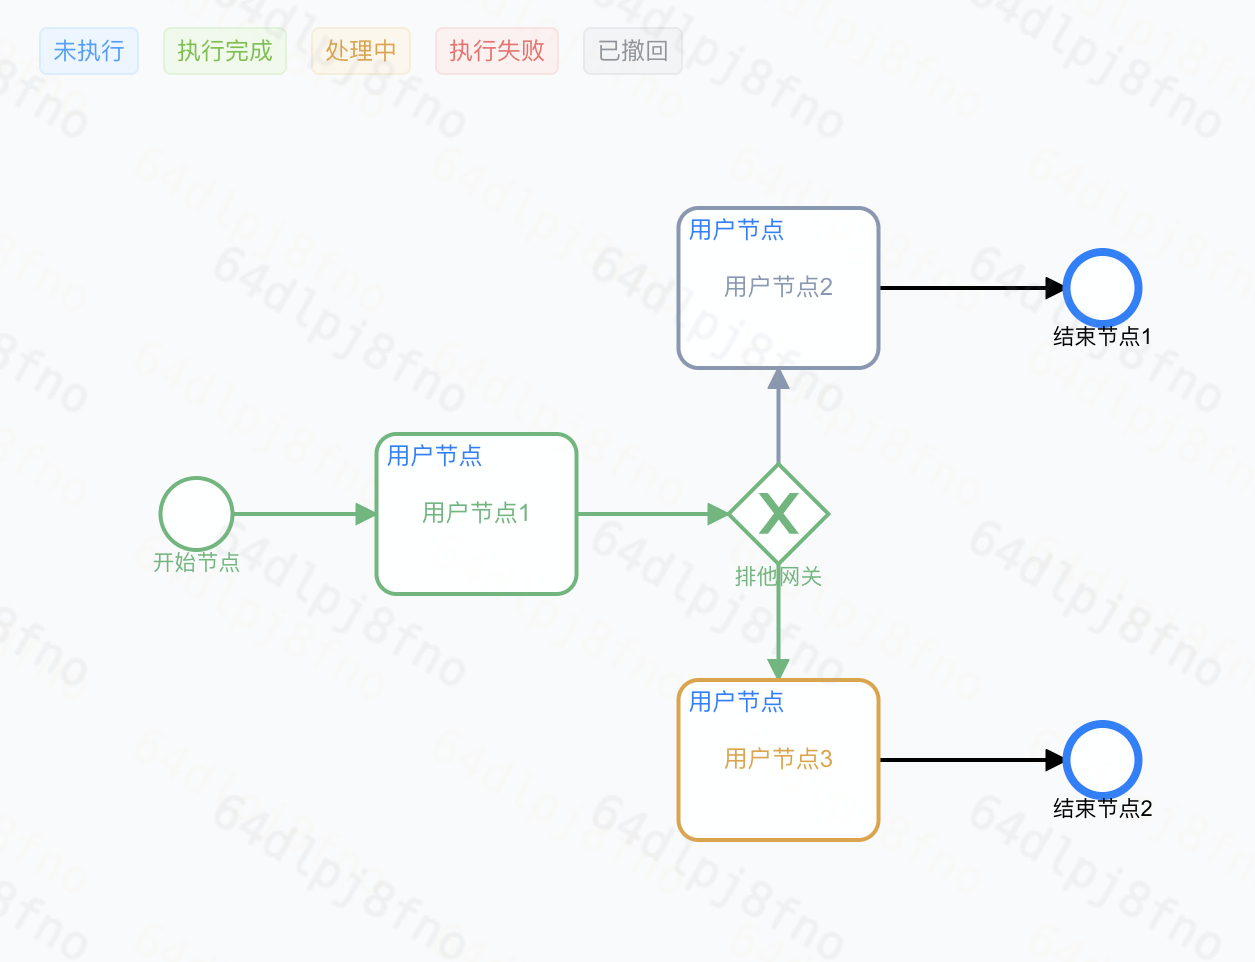 未执行 执行完成 处理中 执行失败 已撤回
用户节点
用户节点2
结束节点1
用户节点
用户节点1
开始节点
X
排他网关
用户节点
用户节点3
结束节点2
64dlpj8fno